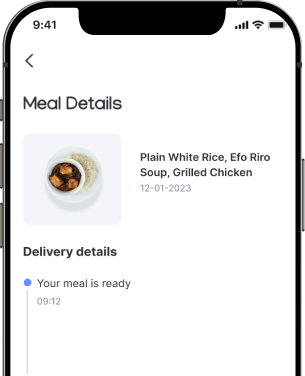 9:41
Meal Details
Plain White Rice, Efo Riro
Soup, Grilled Chicken
12-01-2023
Delivery details
Your meal is ready
09:12